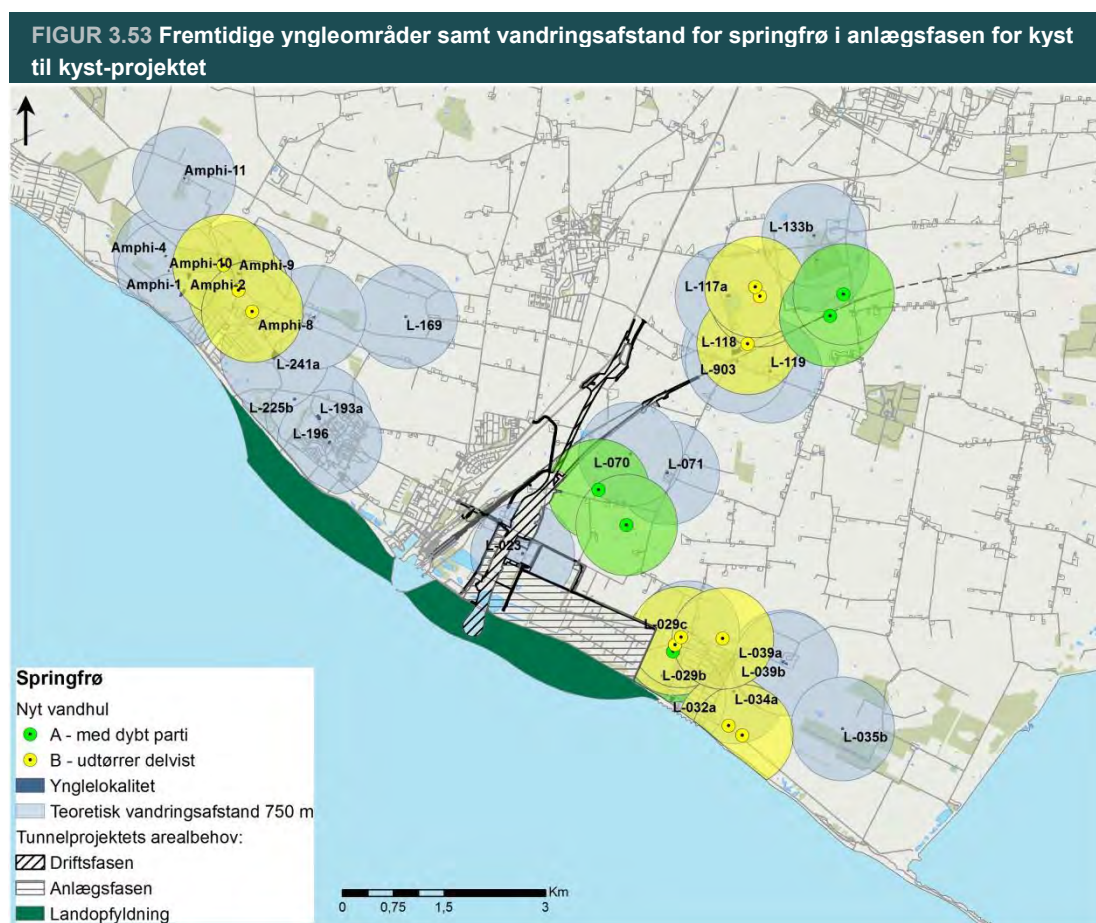 FIGUR 3.53 Fremtidige yngleområder samt vandringsafstand for springfrø i anlægsfasen for kyst
til kyst-projektet
Amphi-11
Amphi-4
Amphi-10
Amphi-9
Amphi-1
Amphi-2
Amphi-8
L-169
L-241a
L-225b
L-193a
L-196
L-133b
L-117a
L-118
L-119
L-903
L-070
L-071
L-023
L-029c
L-039a
L-039b
L-029b
L-032a
L-034a
L-035b
Springfrø
Nyt vandhul
A - med dybt parti
B - udtørrer delvist
Ynglelokalitet
Teoretisk vandringsafstand 750 m
Tunnelprojektets arealbehov:
Driftsfasen
Anlægsfasen
Landopfyldning
Km
0 0,75 1,5 3